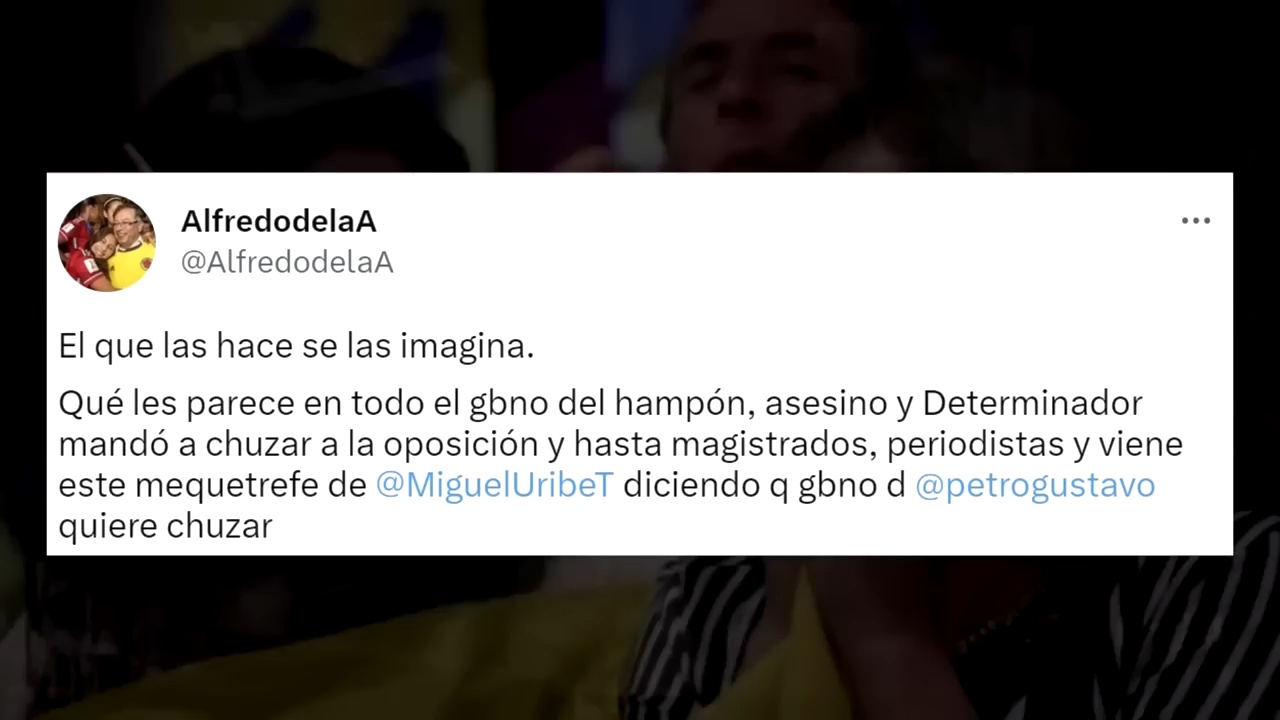 AlfredodelaA
@AlfredodelaA
El que las hace se las imagina.
Qué les parece en todo el gbno del hampón, asesino y Determinador
mandó a chuzar a la oposición y hasta magistrados, periodistas y viene
este mequetrefe de @MiguelUribeT diciendo q gbno d @petrogustavo
quiere chuzar